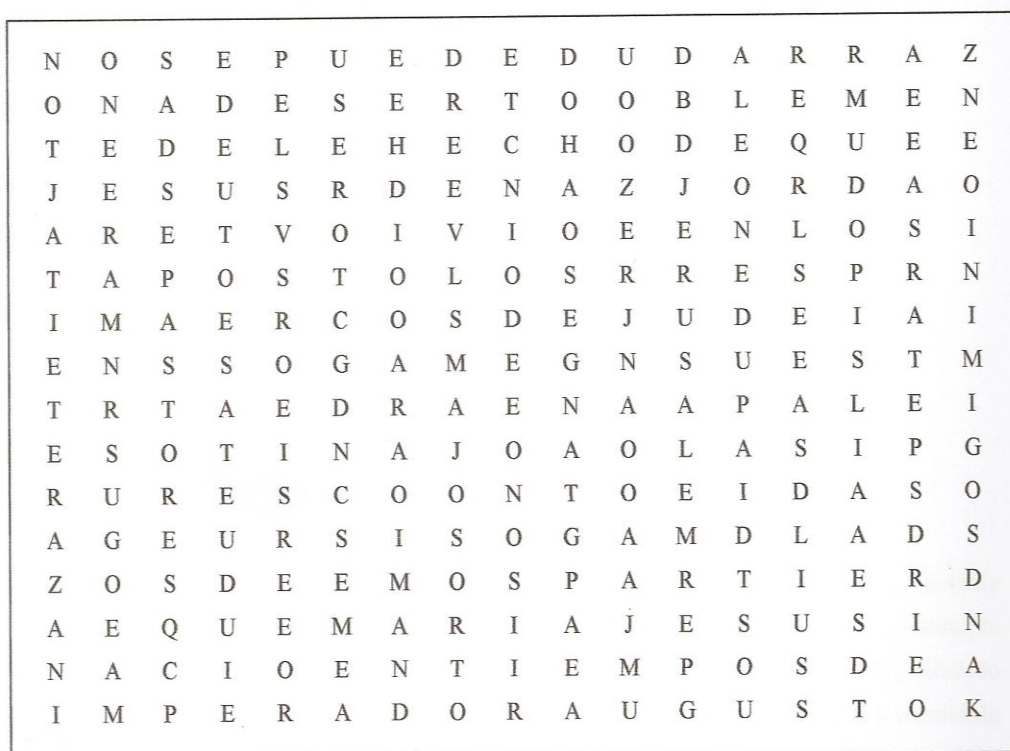 N O S E P U E D E D U D A R R A Z
O N A D E S E R T O O B L E M E N
T E D E L E H E C H O D E Q U E E
J E S U S R D E N A Z J O R D A O
A R E T V O I V I O E E N L O S I
T A P O S T O L O S R R E S P R N
I M A E R C O S D E J U D E I A I
E N S S O G A M E G N S U E S T M
T R T A E D R A E N A A P A L E I
E S O T I N A J O A O L A S I P G
R U R E S C O O N T O E I D A S O
A G E U R S I S O G A M D L A D S
Z O S D E E M O S P A R T I E R D
A E Q U E M A R I A J E S U S I N
N A C I O E N T I E M P O S D E A
I M P E R A D O R A U G U S T O K